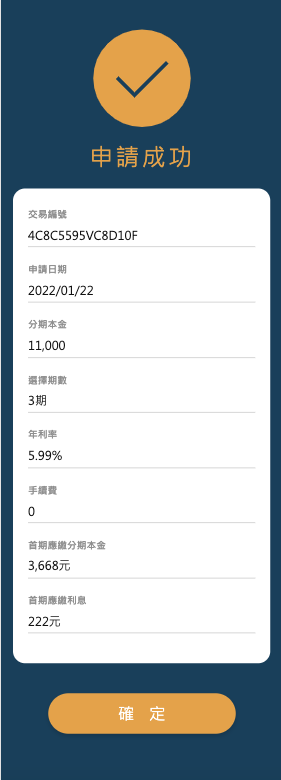 申請成功
交易編號
4C8C5595VC8D10F
申請日期
2022/01/22
分期本金
11,000
選擇期數
3期
年利率
5.99%
手續費
0
首期應繳分期本金
3,668元
首期應繳利息
222元
確 定